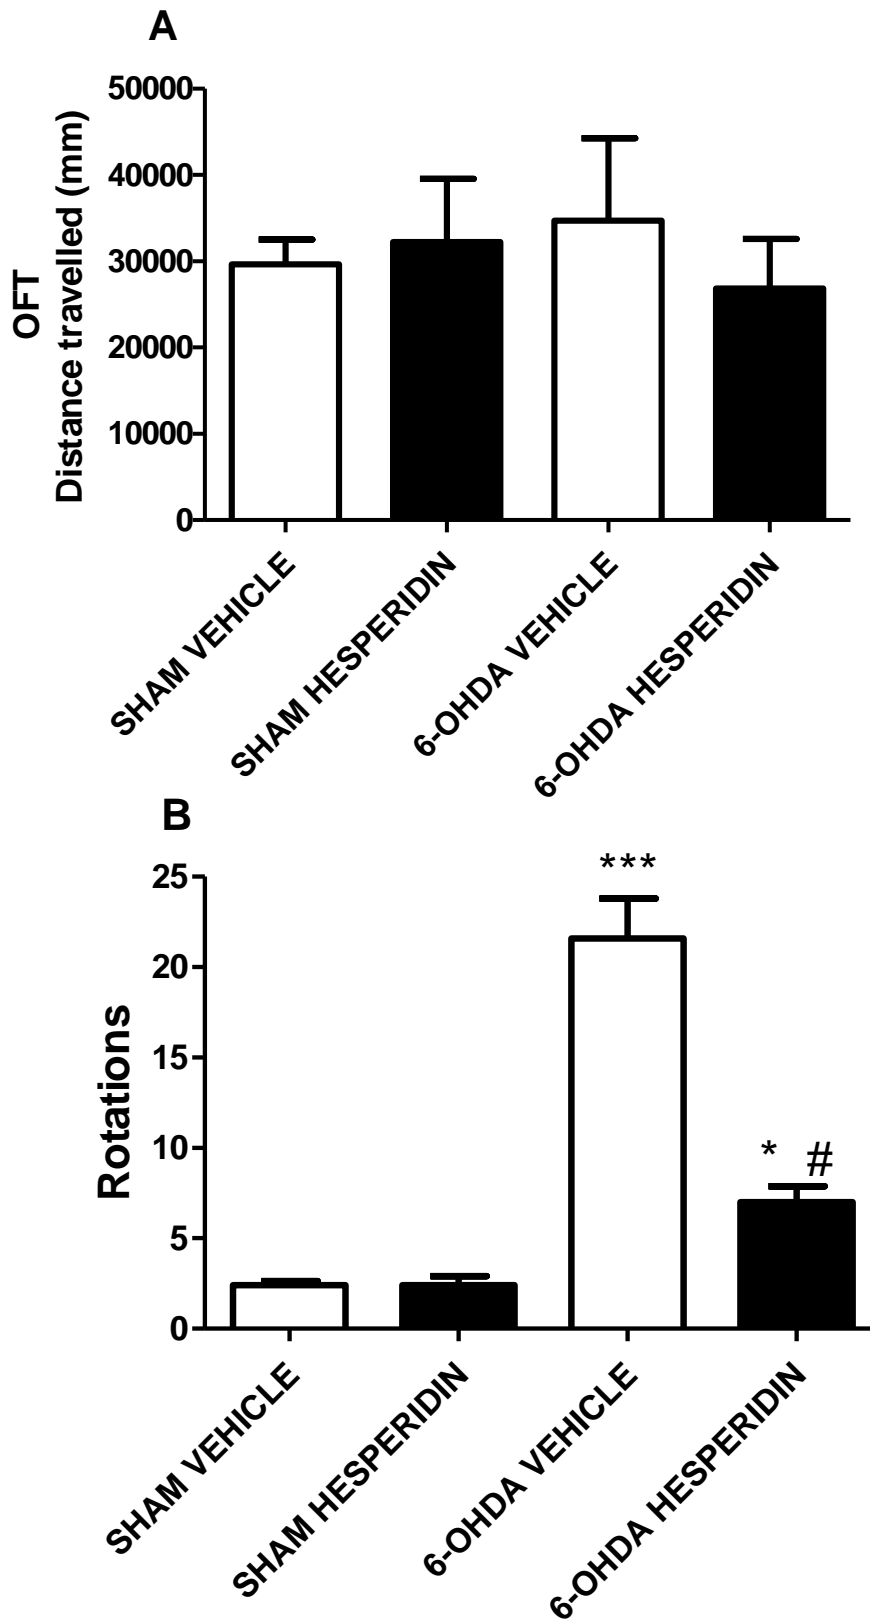 A
OFT
Distance travelled (mm)
50000
40000
30000
20000
10000
0
SHAM VEHICLE
SHAM HESPERIDIN
6-OHDA VEHICLE
6-OHDA HESPERIDIN
B
Rotations
25
20
15
10
5
0
***
* #
SHAM VEHICLE
SHAM HESPERIDIN
6-OHDA VEHICLE
6-OHDA HESPERIDIN